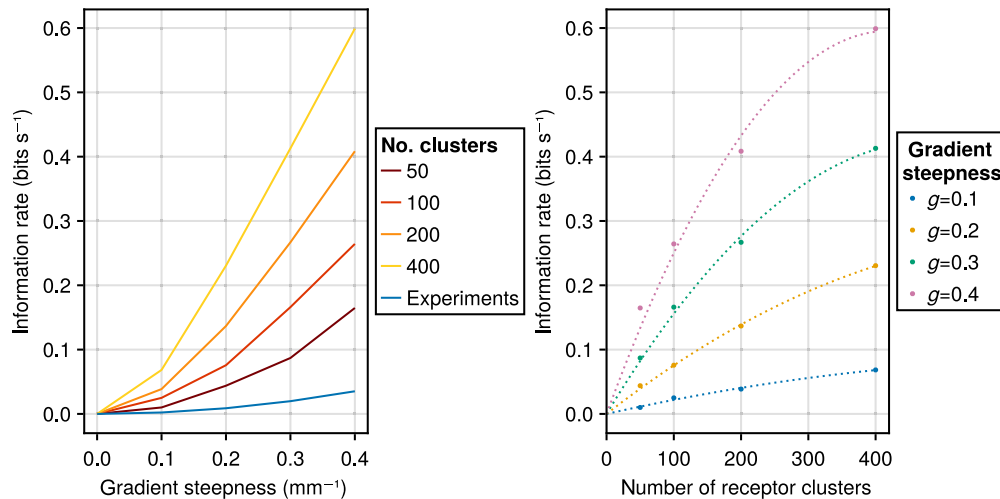 0.6
0.5
0.4
0.3
0.2
0.1
0.0
Information rate (bits s⁻¹)
0.0 0.1 0.2 0.3 0.4
Gradient steepness (mm⁻¹)
No. clusters
50
100
200
400
Experiments
0.6
0.5
0.4
0.3
0.2
0.1
0.0
Information rate (bits s⁻¹)
0 100 200 300 400
Number of receptor clusters
Gradient
steepness
g=0.1
g=0.2
g=0.3
g=0.4